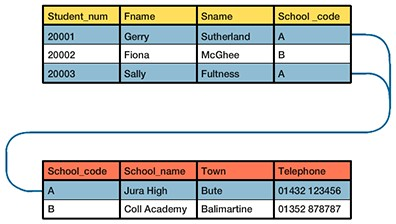 Student_num Fname Sname School _code
20001 Gerry Sutherland A
20002 Fiona McGhee B
20003 Sally Fultness A
School_code School_name Town Telephone
A Jura High Bute 01432 123456
B Coll Academy Balimartine 01352 878787